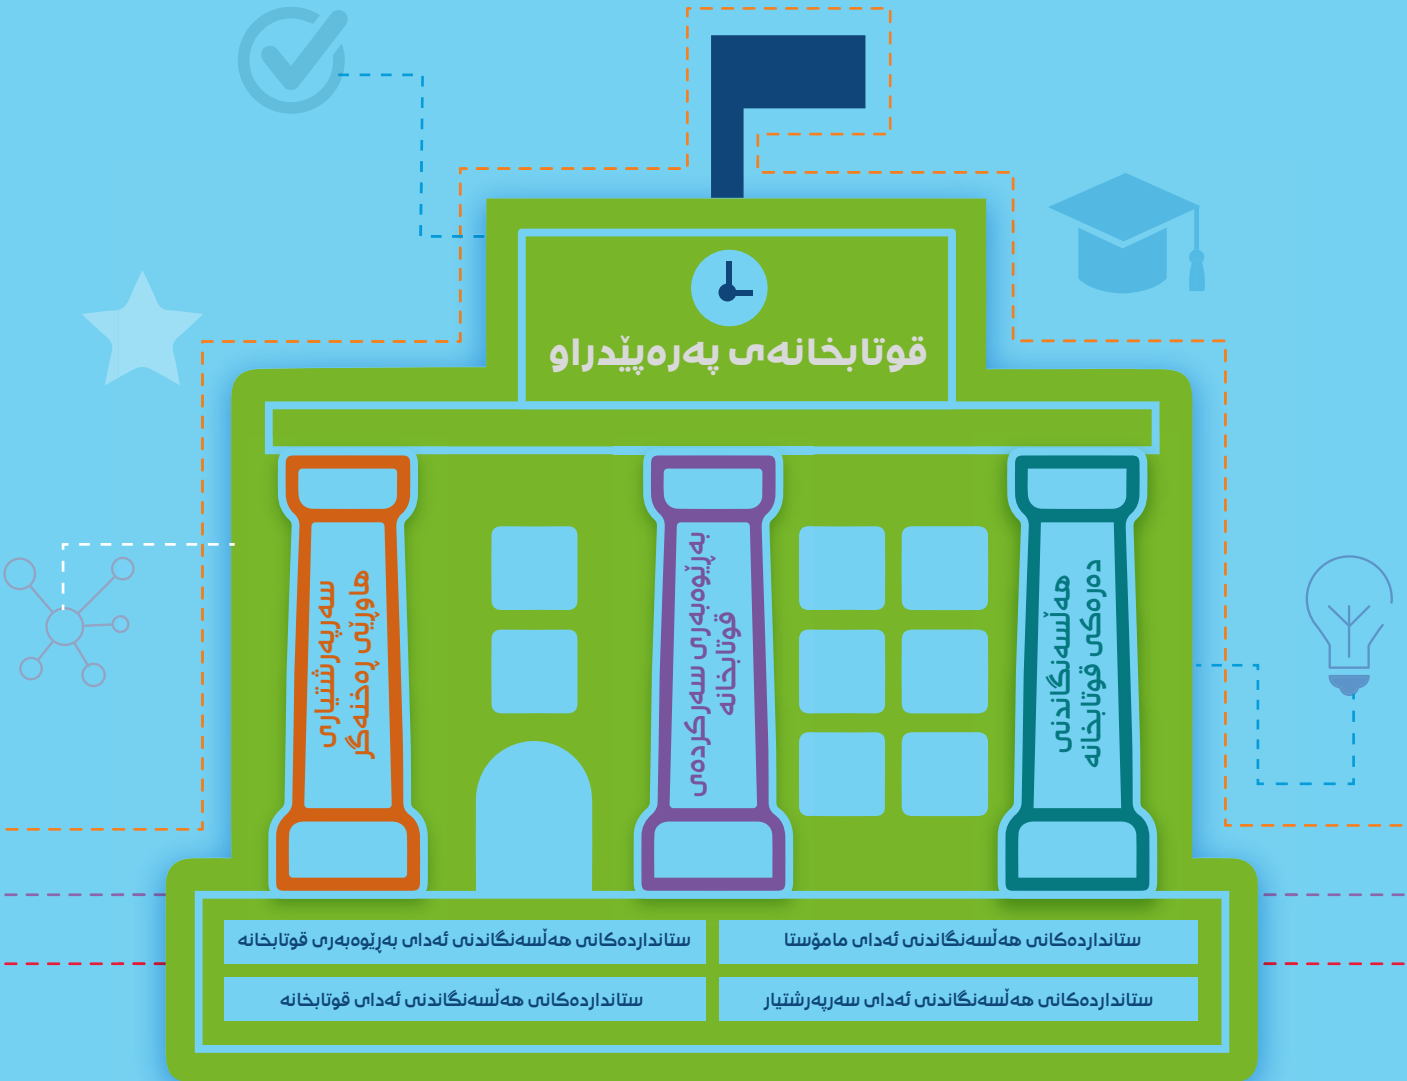 قوتابخانەی پەرەپێدراو
هەڵسەنگاندنی
دەرەکی قوتابخانە
بەڕێوەبەری سەرکردەی
قوتابخانە
سەرپەرشتیاری
هاوڕێی ڕەخنەگر
ستانداردەکانی هەڵسەنگاندنی ئەدای مامۆستا
ستانداردەکانی هەڵسەنگاندنی ئەدای بەڕێوەبەری قوتابخانە
ستانداردەکانی هەڵسەنگاندنی ئەدای سەرپەرشتیار
ستانداردەکانی هەڵسەنگاندنی ئەدای قوتابخانە